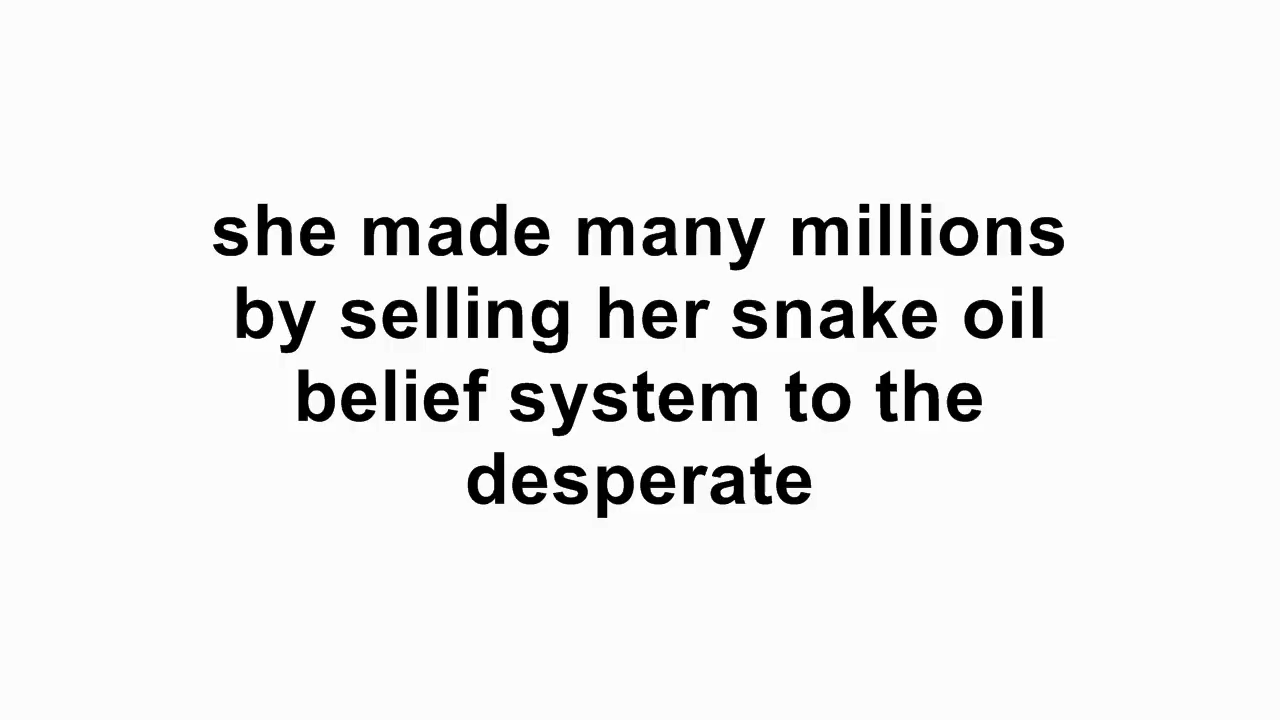 she made many millions
by selling her snake oil
belief system to the
desperate